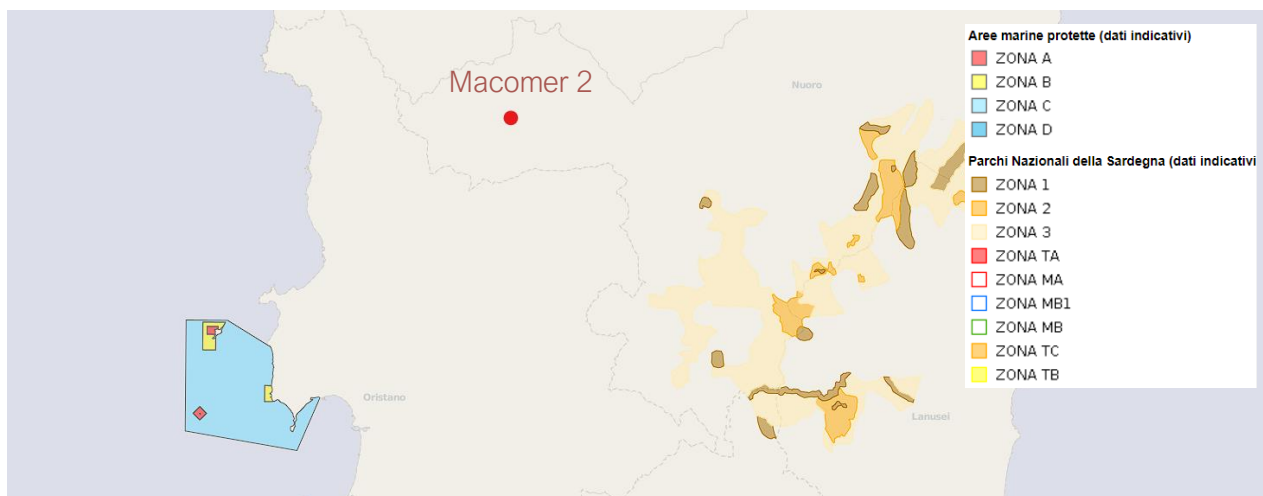 Macomer 2
Nuoro
Oristano
Lanusei
Aree marine protette (dati indicativi)
ZONA A
ZONA B
ZONA C
ZONA D
Parchi Nazionali della Sardegna (dati indicativi
ZONA 1
ZONA 2
ZONA 3
ZONA TA
ZONA MA
ZONA MB1
ZONA MB
ZONA TC
ZONA TB